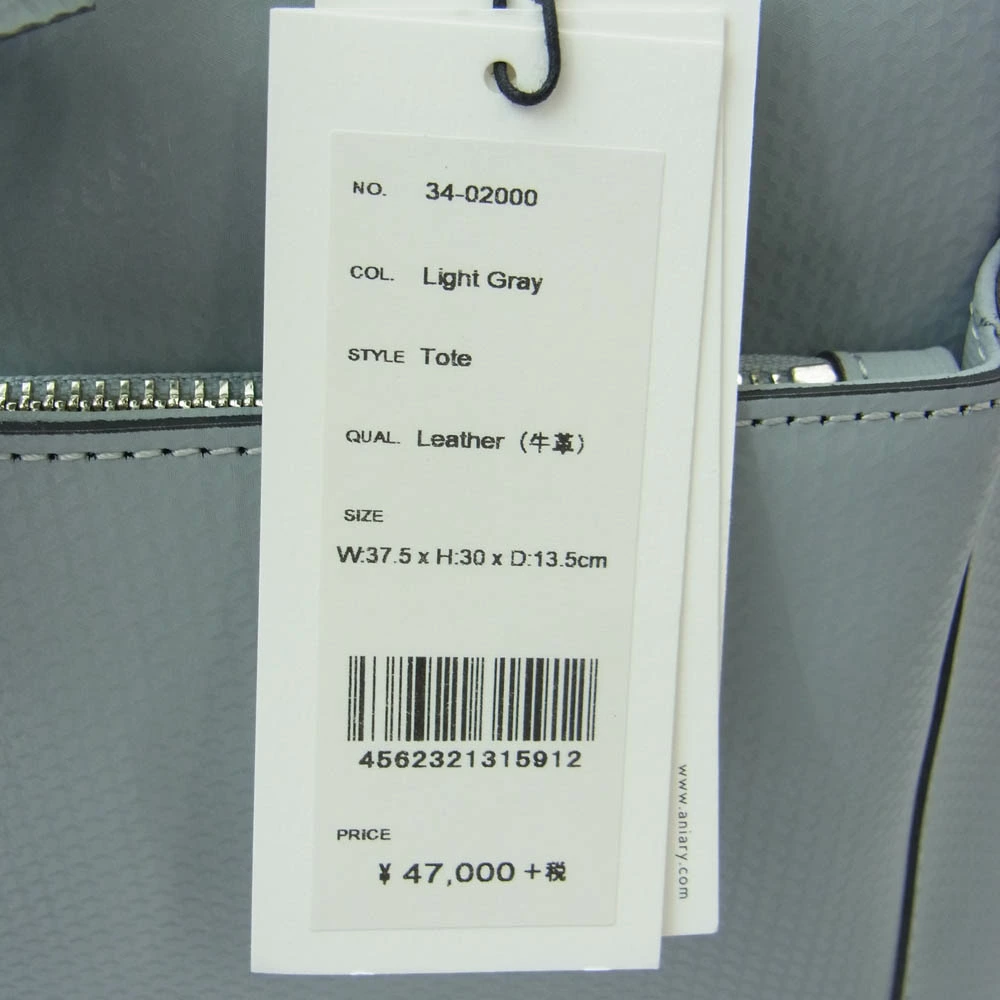 NO. 34-02000
COL. Light Gray
STYLE Tote
QUAL. Leather (牛革)
SIZE
W:37.5 x H:30 x D:13.5cm
4562321315912
PRICE
¥ 47,000 +税
www.aniary.com